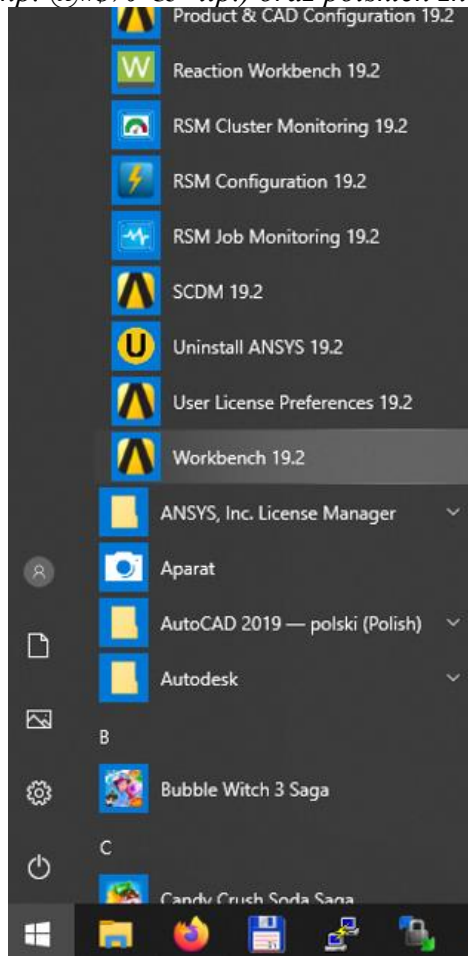 Product & CAD Configuration 19.2
Reaction Workbench 19.2
RSM Cluster Monitoring 19.2
RSM Configuration 19.2
RSM Job Monitoring 19.2
SCDM 19.2
Uninstall ANSYS 19.2
User License Preferences 19.2
Workbench 19.2
ANSYS, Inc. License Manager
Aparat
AutoCAD 2019 — polski (Polish)
Autodesk
B
Bubble Witch 3 Saga
C
Candy Crush Soda Saga